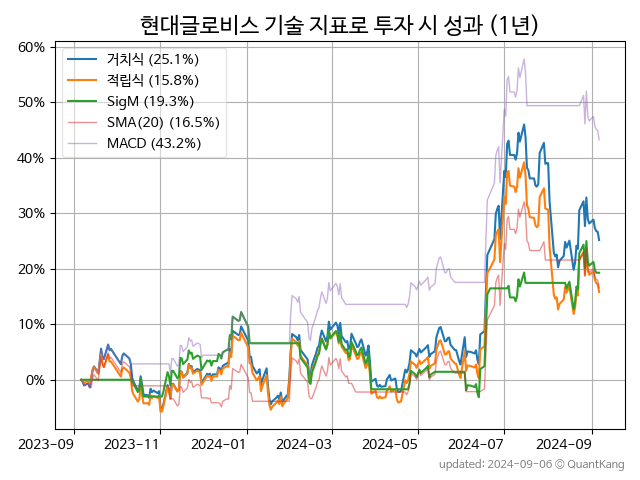 현대글로비스 기술 지표로 투자 시 성과 (1년)
60%
50%
40%
30%
20%
10%
0%
거치식 (25.1%)
적립식 (15.8%)
SigM (19.3%)
SMA(20) (16.5%)
MACD (43.2%)
2023-09 2023-11 2024-01 2024-03 2024-05 2024-07 2024-09
updated: 2024-09-06 © QuantKang